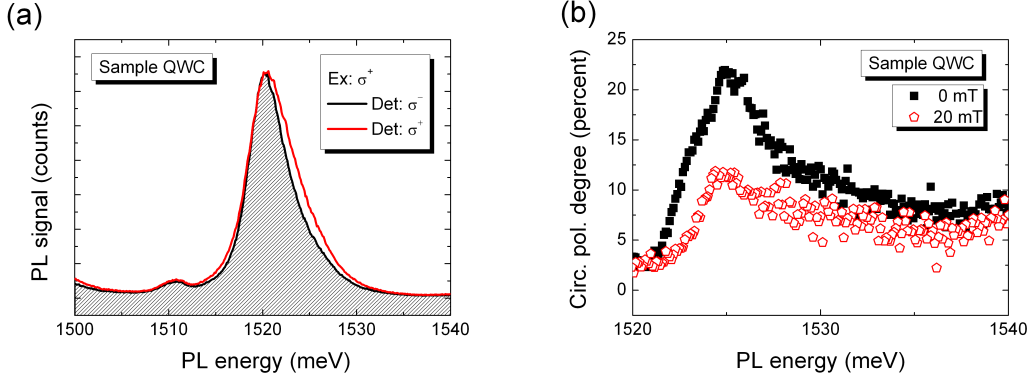 (a)
Sample QWC
Ex: σ⁺
Det: σ⁻
Det: σ⁺
PL signal (counts)
1500 1510 1520 1530 1540
PL energy (meV)
(b)
25
20
15
10
5
0
Sample QWC
0 mT
20 mT
Circ. pol. degree (percent)
1520 1530 1540
PL energy (meV)